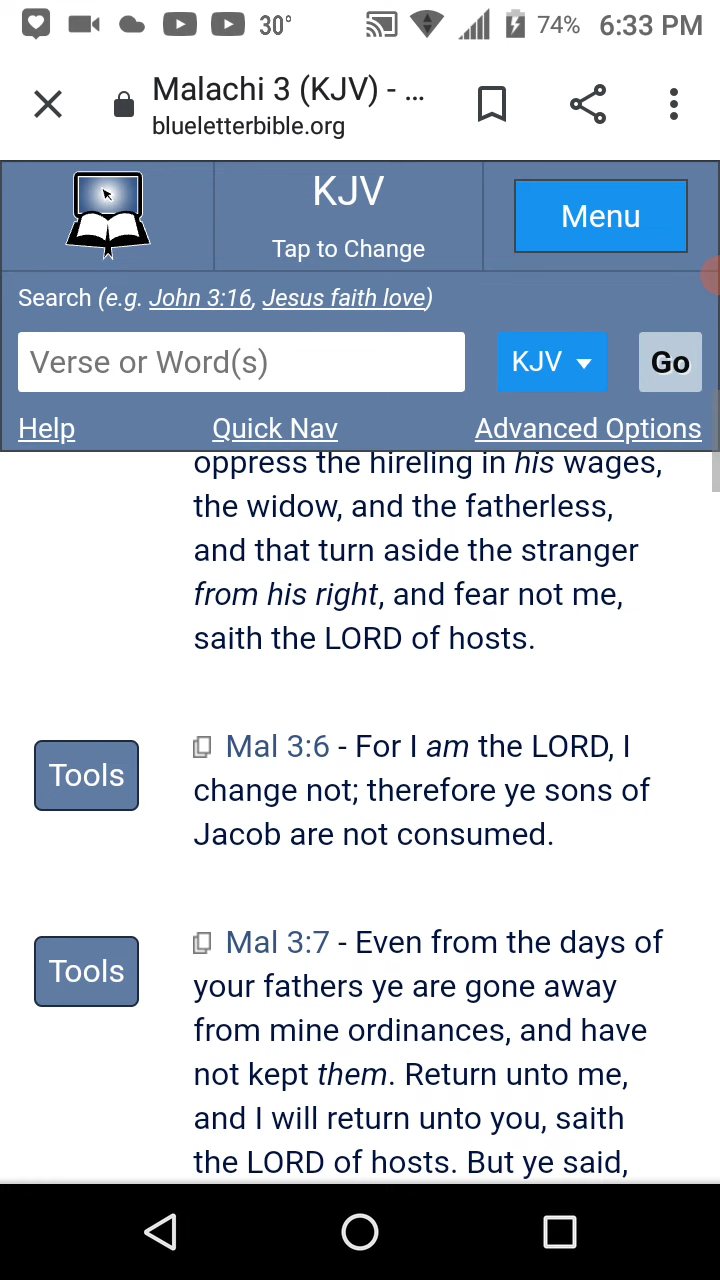 30° 74% 6:33 PM
Malachi 3 (KJV) - ...
blueletterbible.org
KJV
Tap to Change
Menu
Search (e.g. John 3:16, Jesus faith love)
Verse or Word(s)
KJV
Go
Help Quick Nav Advanced Options
oppress the hireling in his wages,
the widow, and the fatherless,
and that turn aside the stranger
from his right, and fear not me,
saith the LORD of hosts.
Tools
Mal 3:6 - For I am the LORD, I
change not; therefore ye sons of
Jacob are not consumed.
Tools
Mal 3:7 - Even from the days of
your fathers ye are gone away
from mine ordinances, and have
not kept them. Return unto me,
and I will return unto you, saith
the LORD of hosts. But ye said,